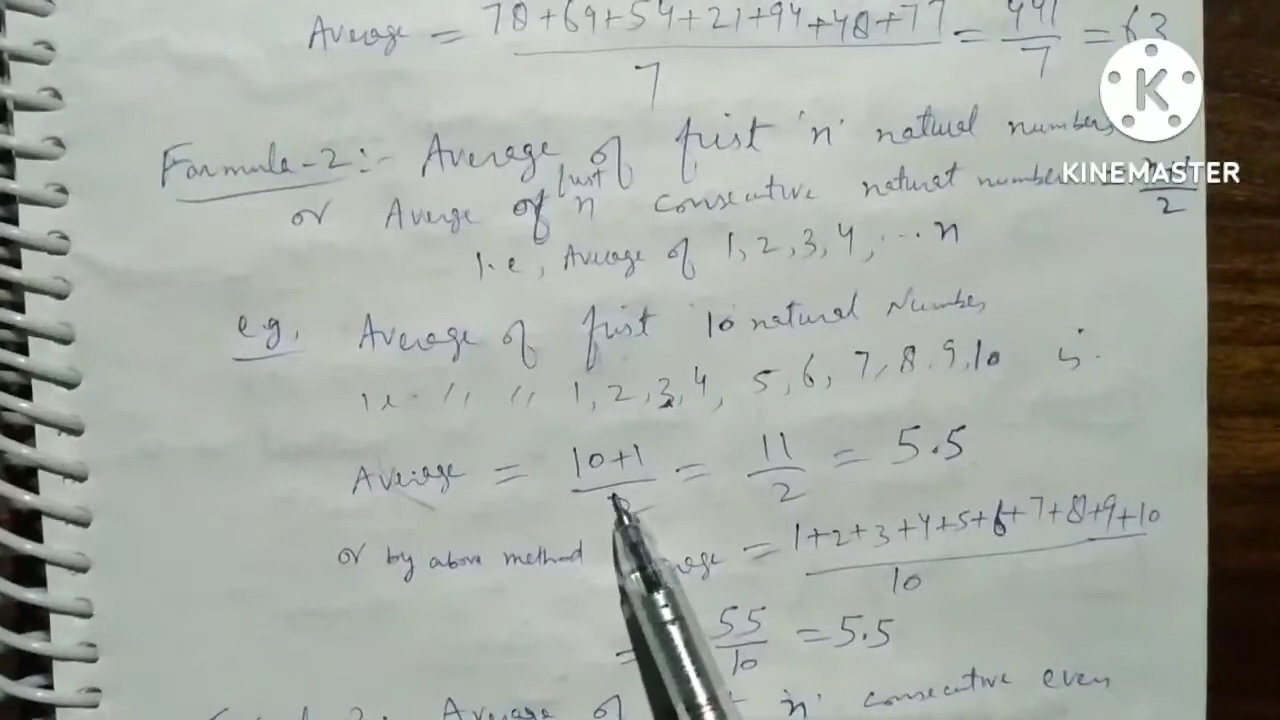 Average = 78+69+54+21+94+48+77 / 7 = 441/7 = 63
K
KINEMASTER
Formula-2:- Average of first 'n' natural numbers
or Average of first n consecutive natural numbers = /2
i.e, Average of 1, 2, 3, 4, ... n
e.g. Average of first 10 natural Number
i.e. " " 1, 2, 3, 4, 5, 6, 7, 8, 9, 10 is
Average = 10+1/2 = 11/2 = 5.5
or by above method = 1+2+3+4+5+6+7+8+9+10 / 10
= 55/10 = 5.5
Average of 'n' consecutive even